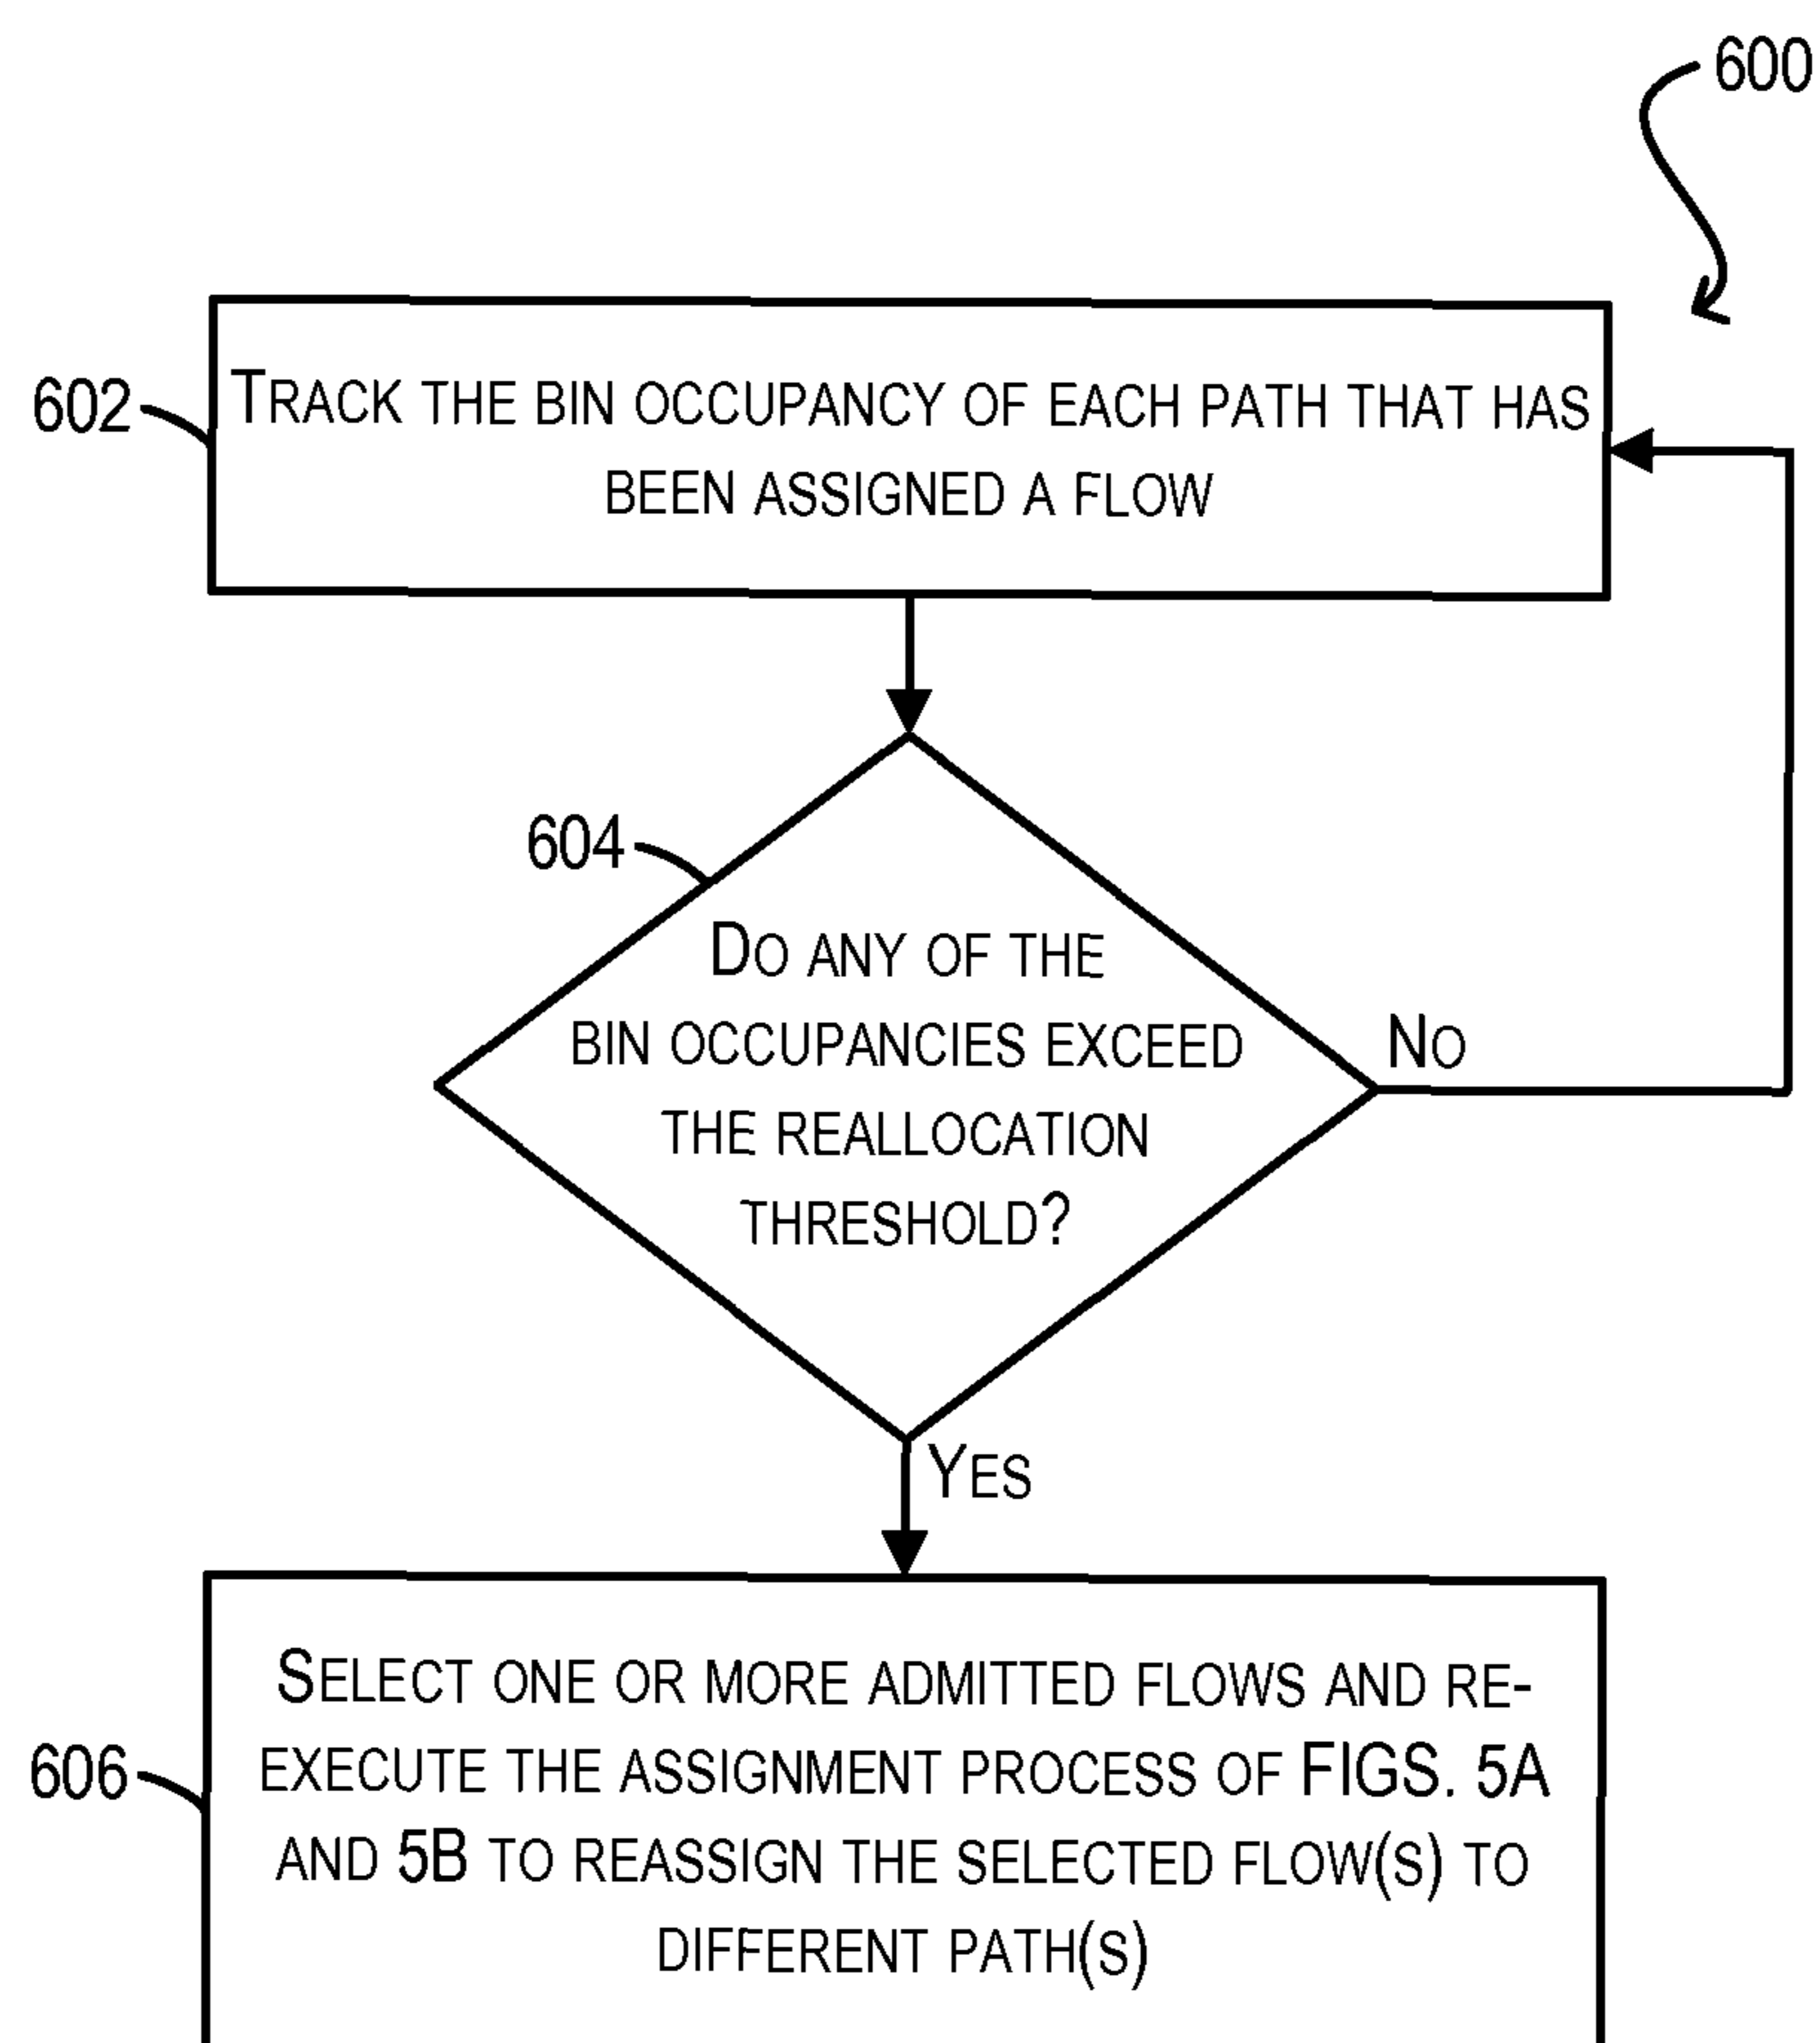 600
602
TRACK THE BIN OCCUPANCY OF EACH PATH THAT HAS
BEEN ASSIGNED A FLOW
604
DO ANY OF THE
BIN OCCUPANCIES EXCEED
THE REALLOCATION
THRESHOLD?
NO
YES
SELECT ONE OR MORE ADMITTED FLOWS AND RE-
EXECUTE THE ASSIGNMENT PROCESS OF FIGS. 5A
606
AND 5B TO REASSIGN THE SELECTED FLOW(S) TO
DIFFERENT PATH(S)